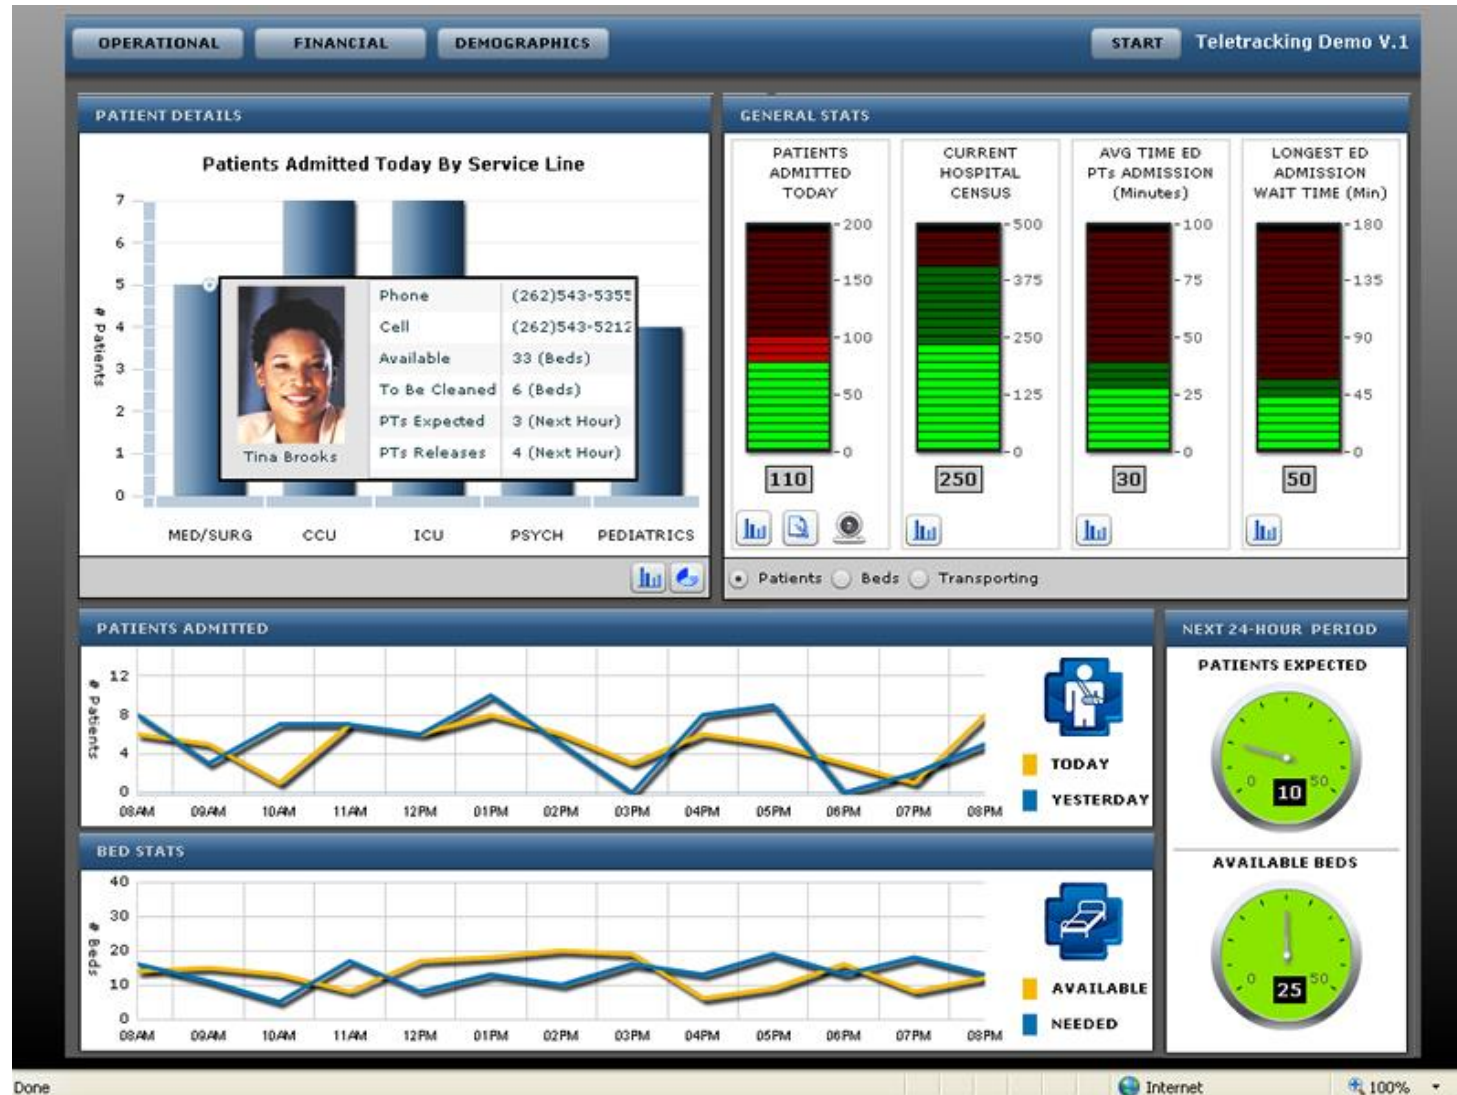 OPERATIONAL FINANCIAL DEMOGRAPHICS START Teletracking Demo V.1
PATIENT DETAILS
Patients Admitted Today By Service Line
# Patients
7
6
5
4
3
2
1
0
Phone (262)543-5355
Cell (262)543-5212
Available 33 (Beds)
To Be Cleaned 6 (Beds)
PTs Expected 3 (Next Hour)
PTs Releases 4 (Next Hour)
Tina Brooks
MED/SURG CCU ICU PSYCH PEDIATRICS
GENERAL STATS
PATIENTS
ADMITTED
TODAY
200
150
100
50
0
110
CURRENT
HOSPITAL
CENSUS
500
375
250
125
0
250
AVG TIME ED
PTs ADMISSION
(Minutes)
100
75
50
25
0
30
LONGEST ED
ADMISSION
WAIT TIME (Min)
180
135
90
45
0
50
Patients Beds Transporting
PATIENTS ADMITTED
# Patients
12
8
4
0
08AM 09AM 10AM 11AM 12PM 01PM 02PM 03PM 04PM 05PM 06PM 07PM 08PM
TODAY
YESTERDAY
BED STATS
# Beds
40
30
20
10
0
08AM 09AM 10AM 11AM 12PM 01PM 02PM 03PM 04PM 05PM 06PM 07PM 08PM
AVAILABLE
NEEDED
NEXT 24-HOUR PERIOD
PATIENTS EXPECTED
0 50
10
AVAILABLE BEDS
0 50
25
Done Internet 100%